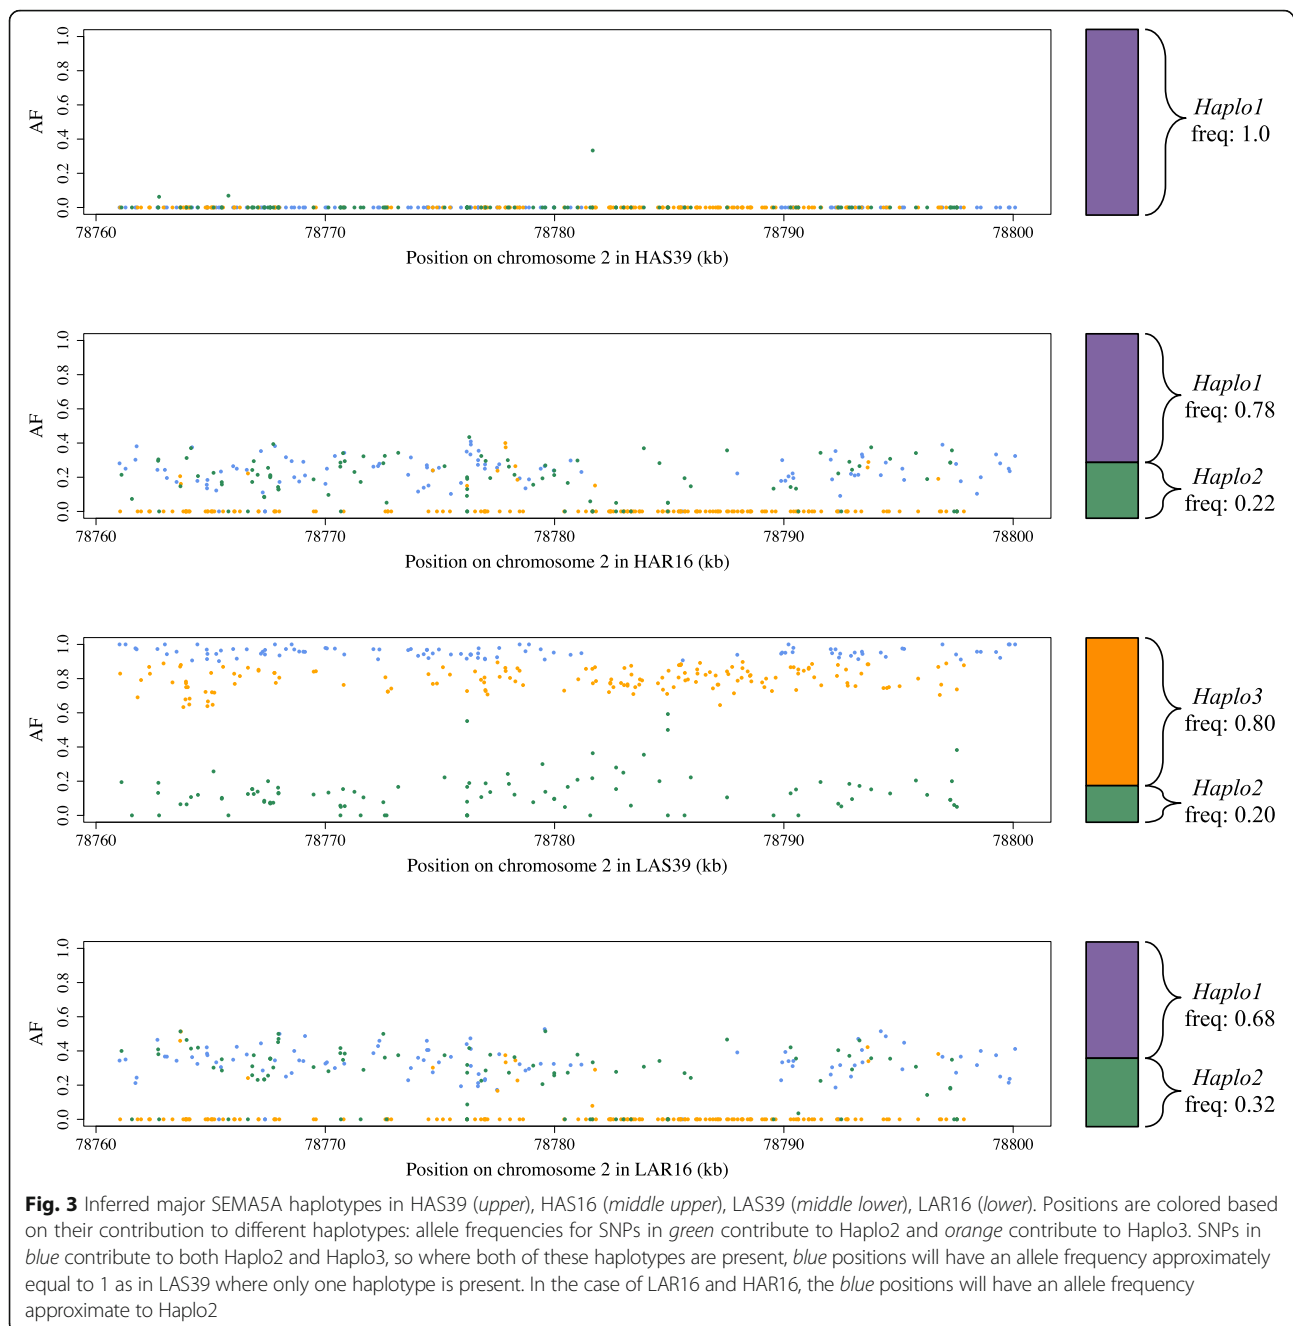 1.0
0.8
0.6
0.4
0.2
0.0
AF
78760 78770 78780 78790 78800
Position on chromosome 2 in HAS39 (kb)
Haplo1
freq: 1.0
1.0
0.8
0.6
0.4
0.2
0.0
AF
78760 78770 78780 78790 78800
Position on chromosome 2 in HAR16 (kb)
Haplo1
freq: 0.78
Haplo2
freq: 0.22
1.0
0.8
0.6
0.4
0.2
0.0
AF
78760 78770 78780 78790 78800
Position on chromosome 2 in LAS39 (kb)
Haplo3
freq: 0.80
Haplo2
freq: 0.20
1.0
0.8
0.6
0.4
0.2
0.0
AF
78760 78770 78780 78790 78800
Position on chromosome 2 in LAR16 (kb)
Haplo1
freq: 0.68
Haplo2
freq: 0.32
Fig. 3 Inferred major SEMA5A haplotypes in HAS39 (upper), HAS16 (middle upper), LAS39 (middle lower), LAR16 (lower). Positions are colored based
on their contribution to different haplotypes: allele frequencies for SNPs in green contribute to Haplo2 and orange contribute to Haplo3. SNPs in
blue contribute to both Haplo2 and Haplo3, so where both of these haplotypes are present, blue positions will have an allele frequency approximately
equal to 1 as in LAS39 where only one haplotype is present. In the case of LAR16 and HAR16, the blue positions will have an allele frequency
approximate to Haplo2